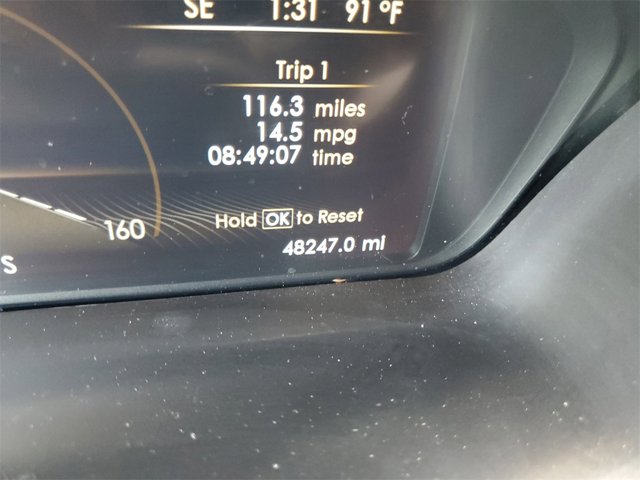 SE 1:31 91 °F
Trip 1
116.3 miles
14.5 mpg
08:49:07 time
Hold OK to Reset
160
48247.0 mi
S